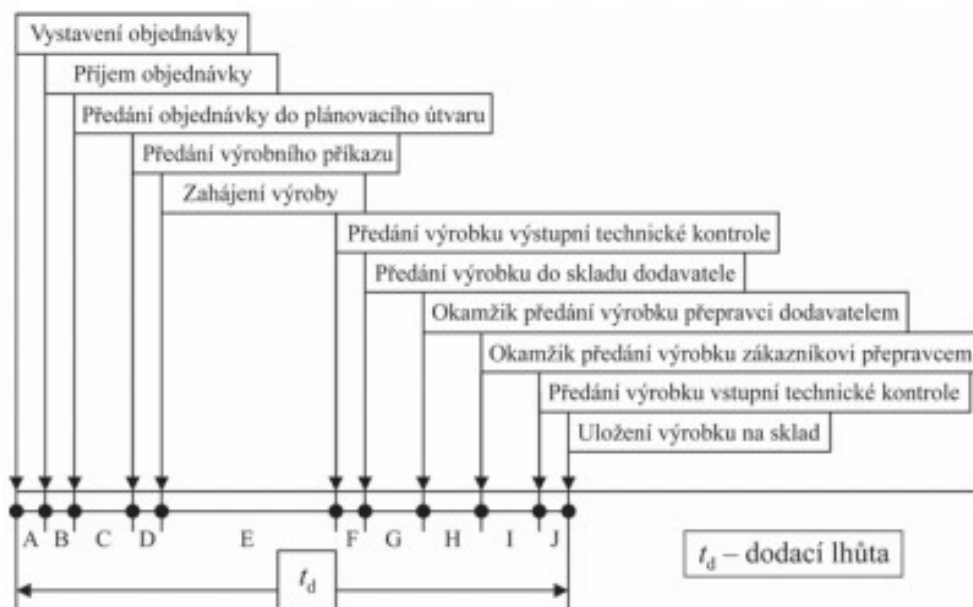 Vystavení objednávky
Příjem objednávky
Předání objednávky do plánovacího útvaru
Předání výrobního příkazu
Zahájení výroby
Předání výrobku výstupní technické kontrole
Předání výrobku do skladu dodavatele
Okamžik předání výrobku přepravci dodavatelem
Okamžik předání výrobku zákazníkovi přepravcem
Předání výrobku vstupní technické kontrole
Uložení výrobku na sklad
A B C D E F G H I J
t_d – dodací lhůta
t_d